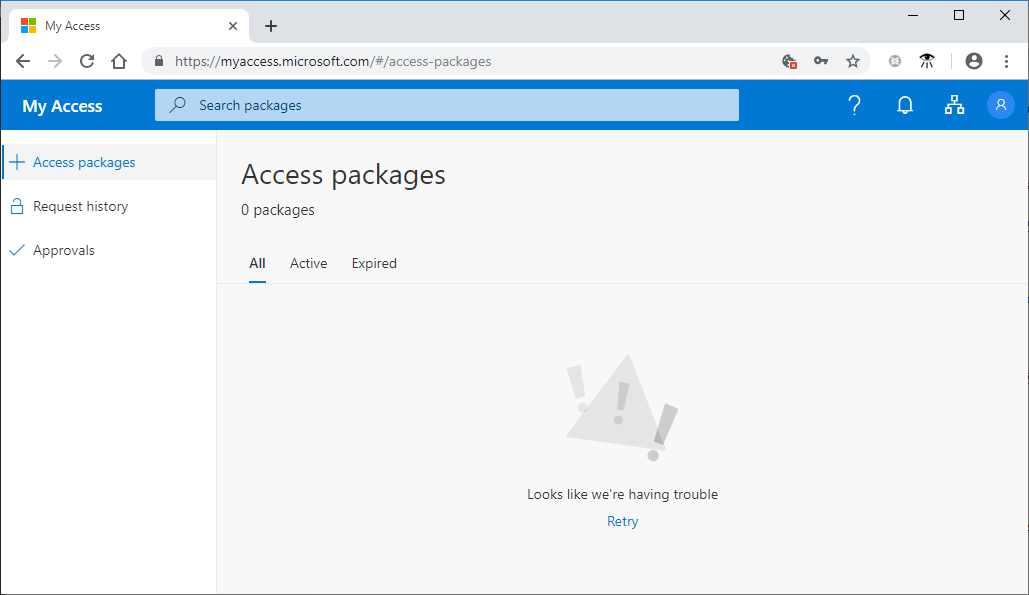 My Access
https://myaccess.microsoft.com/#/access-packages
My Access
Search packages
Access packages
Request history
Approvals
Access packages
0 packages
All Active Expired
Looks like we're having trouble
Retry